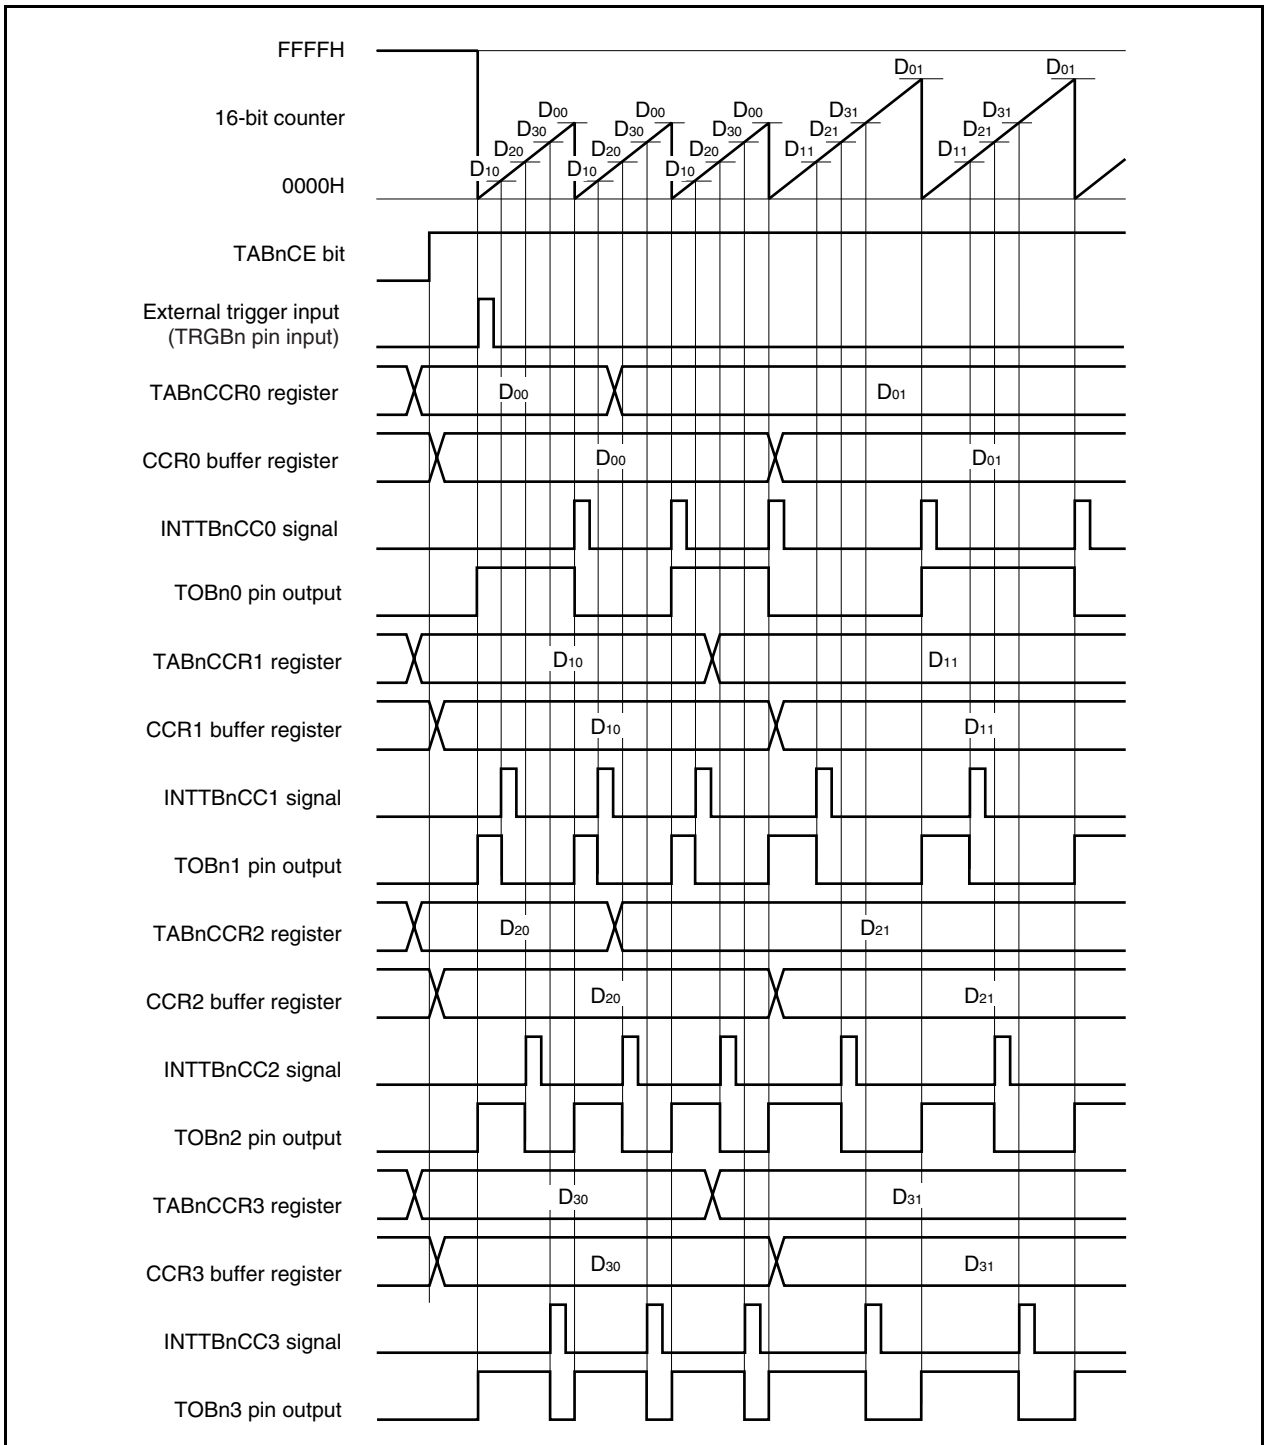 FFFFH
D01 D01
16-bit counter
D00 D00 D00 D31 D31
D30 D30 D30 D21 D21
D20 D20 D20 D11 D11
D10 D10 D10
0000H
TABnCE bit
External trigger input
(TRGBn pin input)
TABnCCR0 register D00 D01
CCR0 buffer register D00 D01
INTTBnCC0 signal
TOBn0 pin output
TABnCCR1 register D10 D11
CCR1 buffer register D10 D11
INTTBnCC1 signal
TOBn1 pin output
TABnCCR2 register D20 D21
CCR2 buffer register D20 D21
INTTBnCC2 signal
TOBn2 pin output
TABnCCR3 register D30 D31
CCR3 buffer register D30 D31
INTTBnCC3 signal
TOBn3 pin output